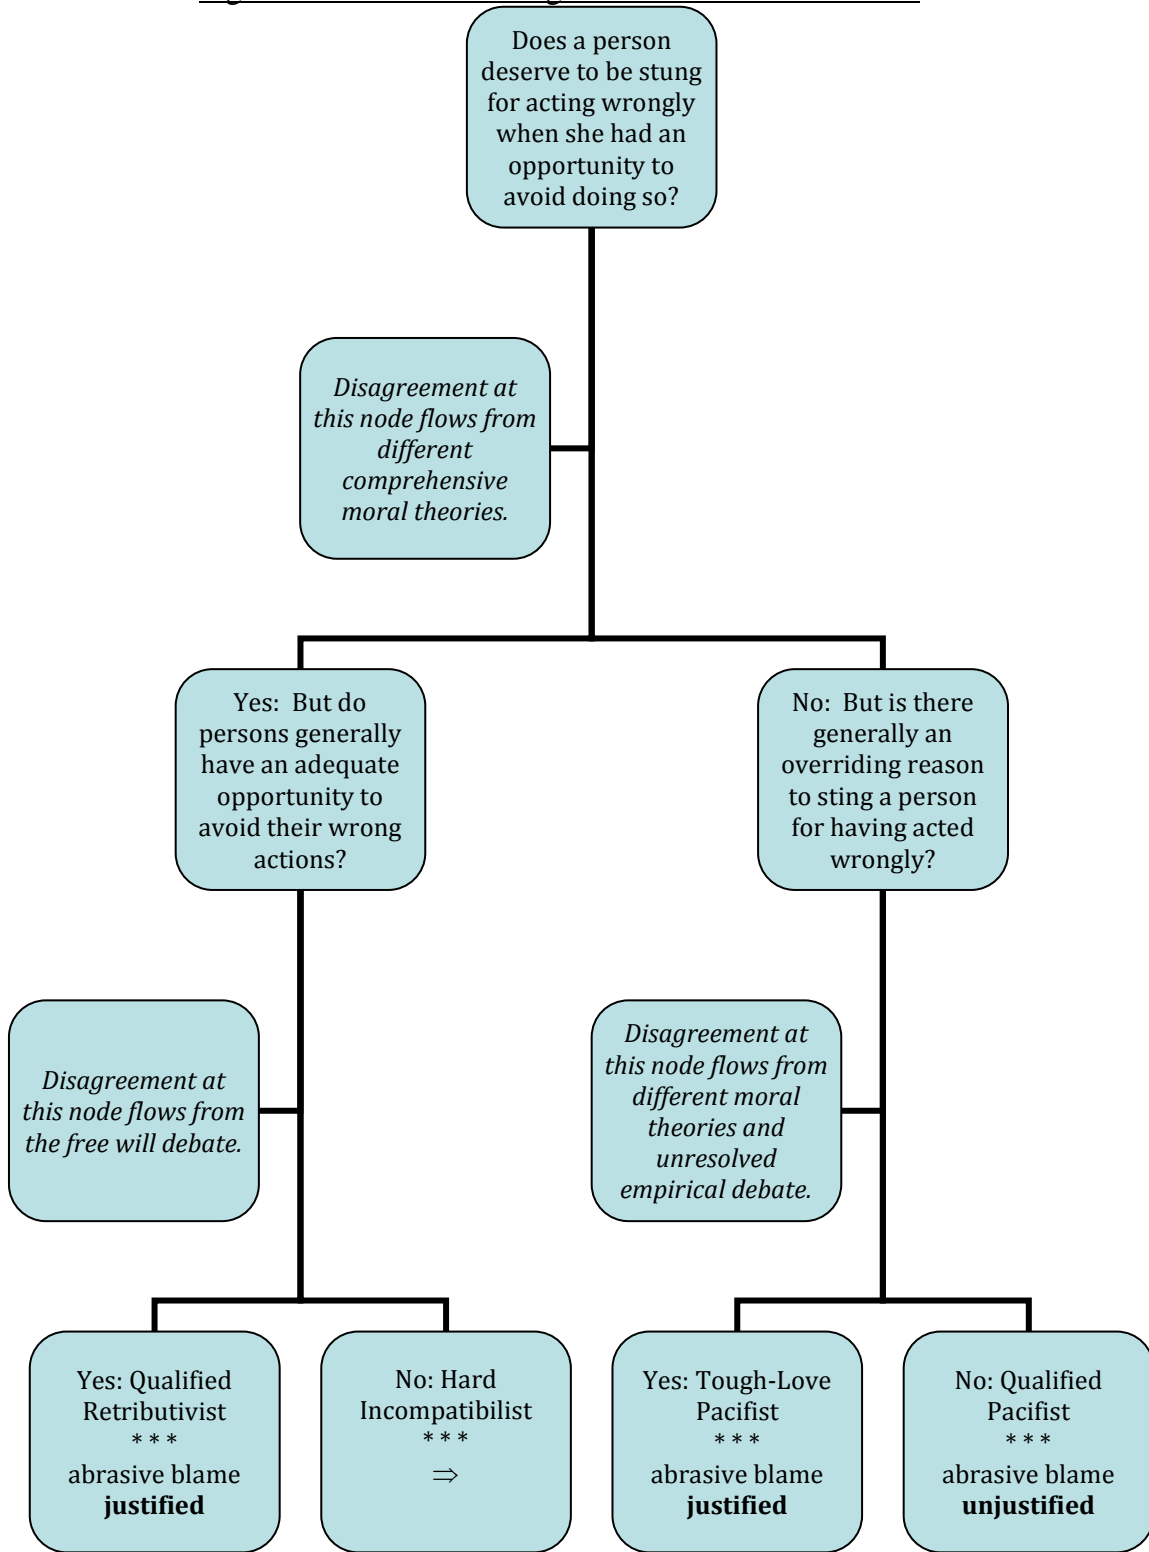 Does a person
deserve to be stung
for acting wrongly
when she had an
opportunity to
avoid doing so?
Disagreement at
this node flows from
different
comprehensive
moral theories.
Yes:  But do
persons generally
have an adequate
opportunity to
avoid their wrong
actions?
No:  But is there
generally an
overriding reason
to sting a person
for having acted
wrongly?
Disagreement at
this node flows from
the free will debate.
Disagreement at
this node flows from
different moral
theories and
unresolved
empirical debate.
Yes: Qualified
Retributivist
* * *
abrasive blame
justified
No: Hard
Incompatibilist
* * *
⇒
Yes: Tough-Love
Pacifist
* * *
abrasive blame
justified
No: Qualified
Pacifist
* * *
abrasive blame
unjustified